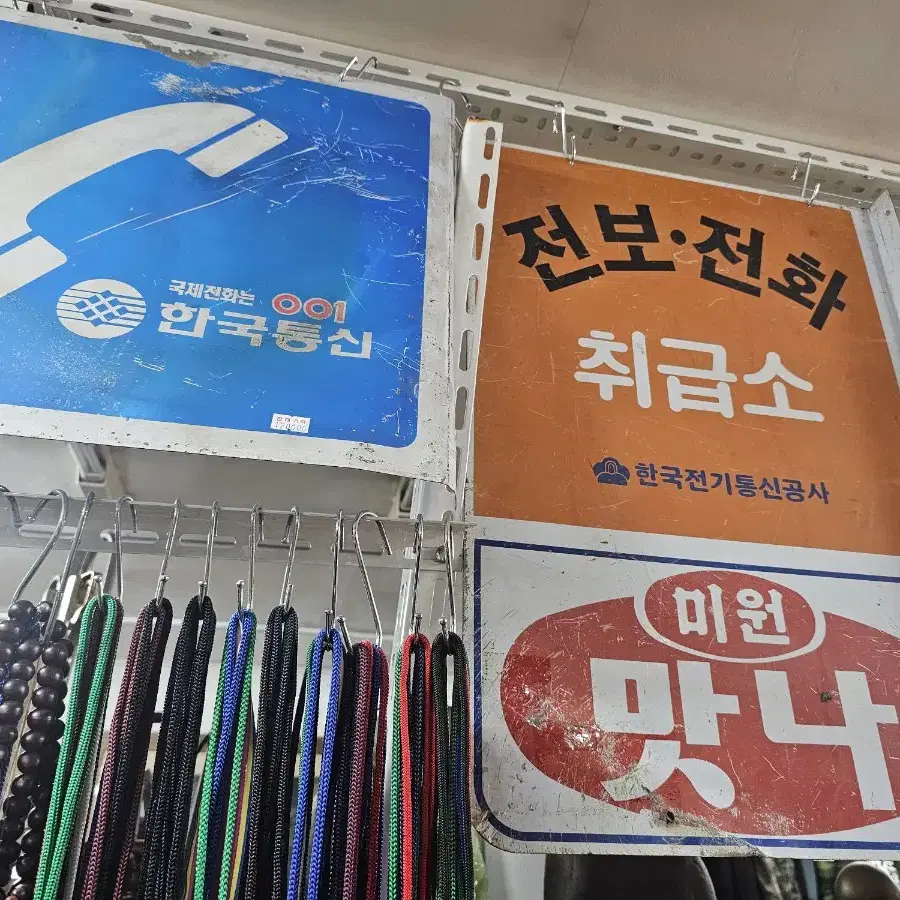 국제전화는 001
한국통신
120000
전보·전화
취급소
한국전기통신공사
미원
맛나